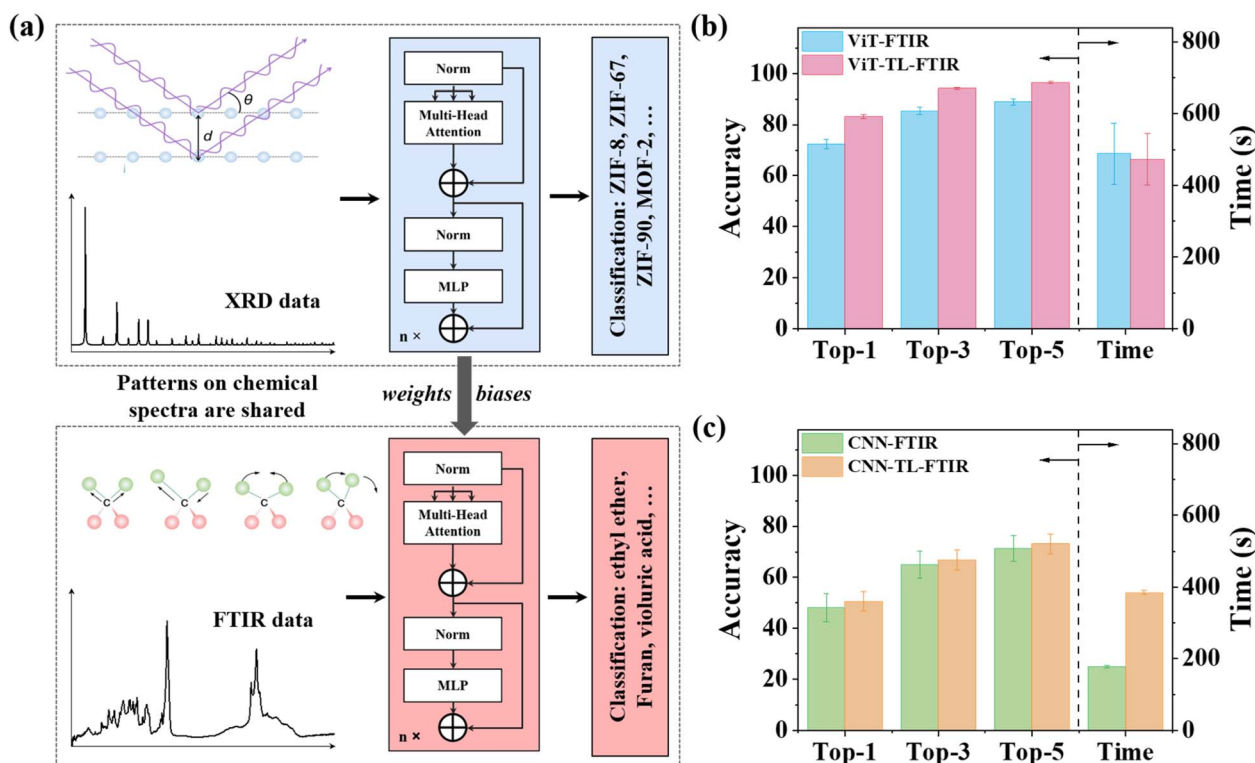 (a)
θ
d
XRD data
Norm
Multi-Head
Attention
Norm
MLP
n ×
Classification: ZIF-8, ZIF-67,
ZIF-90, MOF-2, …
Patterns on chemical
spectra are shared
weights biases
C
C
C
C
FTIR data
Norm
Multi-Head
Attention
Norm
MLP
n ×
Classification: ethyl ether,
Furan, violuric acid, …
(b)
ViT-FTIR
ViT-TL-FTIR
Accuracy
100
80
60
40
20
0
Time (s)
800
600
400
200
0
Top-1 Top-3 Top-5 Time
(c)
CNN-FTIR
CNN-TL-FTIR
Accuracy
100
80
60
40
20
0
Time (s)
800
600
400
200
0
Top-1 Top-3 Top-5 Time